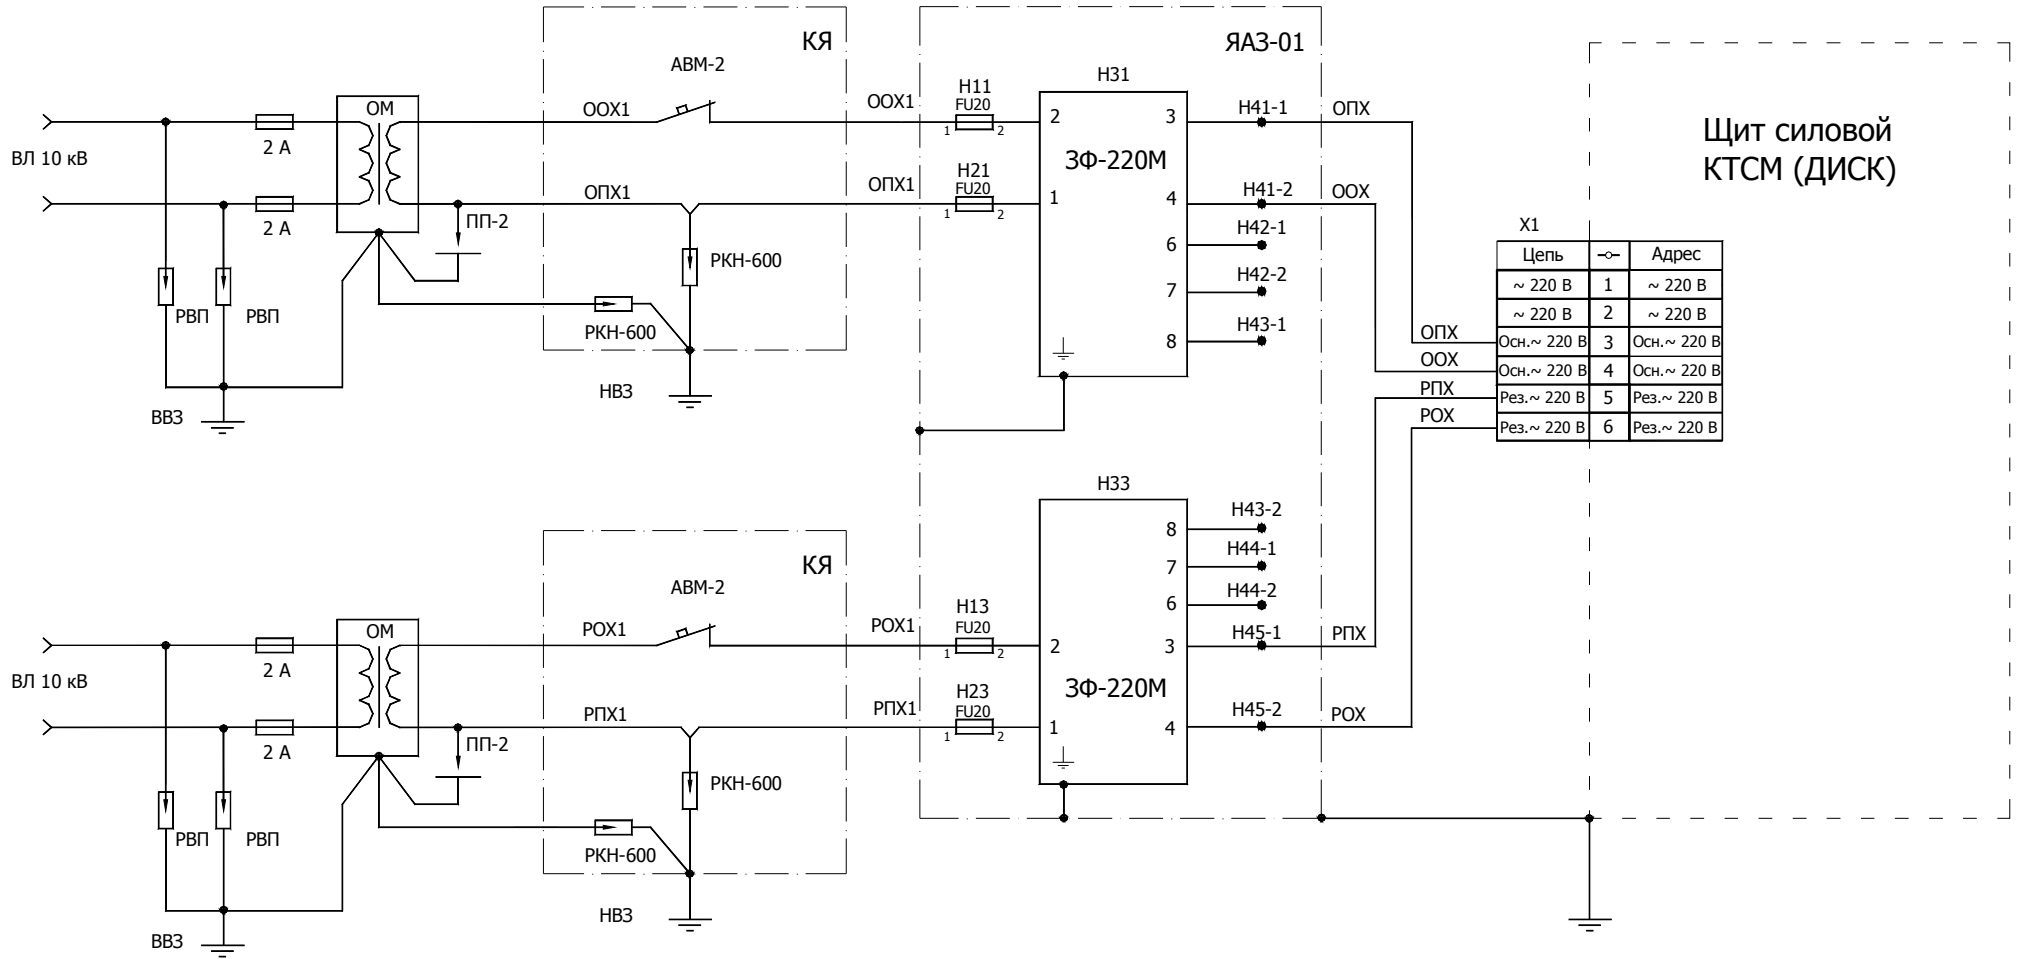 КЯ
ЯАЗ-01
АВМ-2
Н31
ОМ
ООХ1
ООХ1
Н11
FU20
1 2
2
3
Н41-1
ОПХ
Щит силовой
КТСМ (ДИСК)
ВЛ 10 кВ
2 А
ЗФ-220М
ОПХ1
ОПХ1
Н21
FU20
1 2
1
4
Н41-2
ООХ
2 А
ПП-2
6
Н42-1
РКН-600
7
Н42-2
РВП
РВП
РКН-600
8
Н43-1
НВЗ
ВВЗ
Х1
Цепь Адрес
~ 220 В 1 ~ 220 В
~ 220 В 2 ~ 220 В
ОПХ Осн.~ 220 В 3 Осн.~ 220 В
ООХ Осн.~ 220 В 4 Осн.~ 220 В
РПХ Рез.~ 220 В 5 Рез.~ 220 В
РОХ Рез.~ 220 В 6 Рез.~ 220 В
Н33
КЯ
АВМ-2
8
Н43-2
7
Н44-1
6
Н44-2
ОМ
РОХ1
РОХ1
Н13
FU20
1 2
2
3
Н45-1
РПХ
ВЛ 10 кВ
2 А
ЗФ-220М
РПХ1
РПХ1
Н23
FU20
1 2
1
4
Н45-2
РОХ
2 А
ПП-2
РКН-600
РВП
РВП
РКН-600
НВЗ
ВВЗ